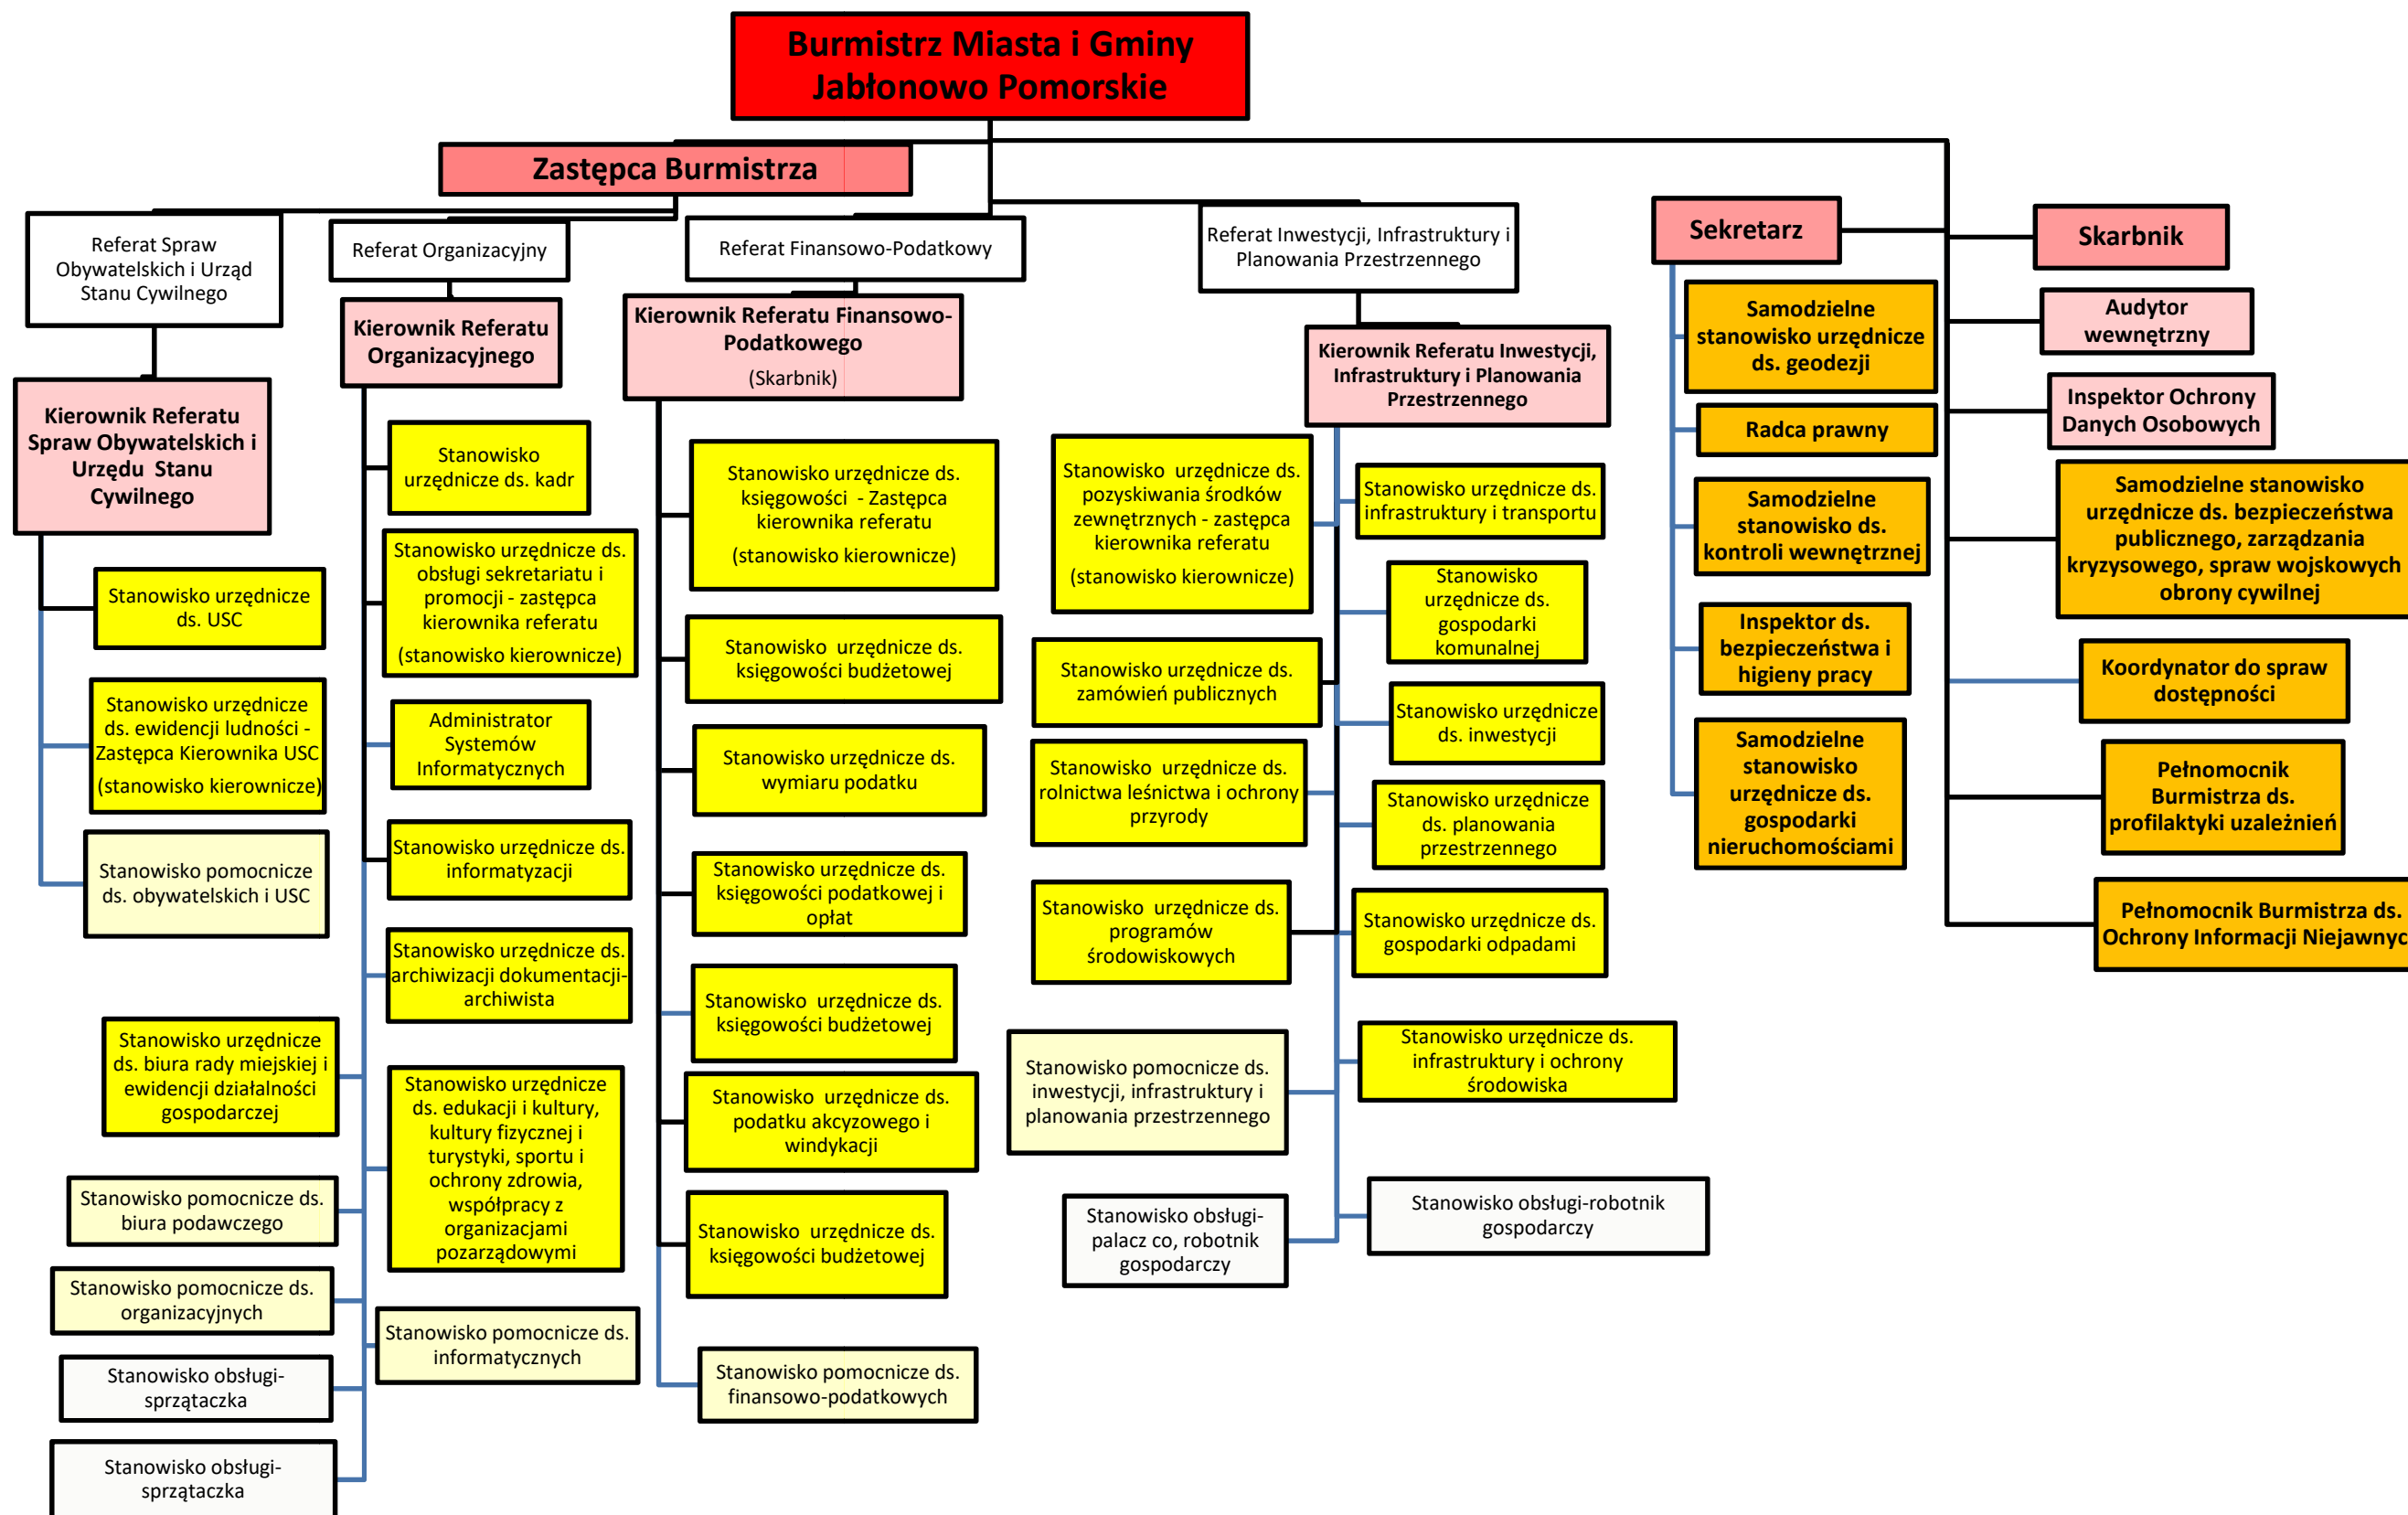 Burmistrz Miasta i Gminy
Jabłonowo Pomorskie
Zastępca Burmistrza
Referat Spraw
Obywatelskich i Urząd
Stanu Cywilnego
Kierownik Referatu
Spraw Obywatelskich i
Urzędu Stanu
Cywilnego
Stanowisko urzędnicze
ds. USC
Stanowisko urzędnicze
ds. ewidencji ludności -
Zastępca Kierownika USC
(stanowisko kierownicze)
Stanowisko pomocnicze
ds. obywatelskich i USC
Referat Organizacyjny
Kierownik Referatu
Organizacyjnego
Stanowisko
urzędnicze ds. kadr
Stanowisko urzędnicze ds.
obsługi sekretariatu i
promocji - zastępca
kierownika referatu
(stanowisko kierownicze)
Administrator
Systemów
Informatycznych
Stanowisko urzędnicze ds.
informatyzacji
Stanowisko urzędnicze ds.
archiwizacji dokumentacji-
archiwista
Stanowisko urzędnicze
ds. biura rady miejskiej i
ewidencji działalności
gospodarczej
Stanowisko urzędnicze
ds. edukacji i kultury,
kultury fizycznej i
turystyki, sportu i
ochrony zdrowia,
współpracy z
organizacjami
pozarządowymi
Stanowisko pomocnicze ds.
biura podawczego
Stanowisko pomocnicze ds.
organizacyjnych
Stanowisko pomocnicze ds.
informatycznych
Stanowisko obsługi-
sprzątaczka
Stanowisko obsługi-
sprzątaczka
Referat Finansowo-Podatkowy
Kierownik Referatu Finansowo-
Podatkowego
(Skarbnik)
Stanowisko urzędnicze ds.
księgowości - Zastępca
kierownika referatu
(stanowisko kierownicze)
Stanowisko urzędnicze ds.
księgowości budżetowej
Stanowisko urzędnicze ds.
wymiaru podatku
Stanowisko urzędnicze ds.
księgowości podatkowej i
opłat
Stanowisko urzędnicze ds.
księgowości budżetowej
Stanowisko urzędnicze ds.
podatku akcyzowego i
windykacji
Stanowisko urzędnicze ds.
księgowości budżetowej
Stanowisko pomocnicze ds.
finansowo-podatkowych
Referat Inwestycji, Infrastruktury i
Planowania Przestrzennego
Kierownik Referatu Inwestycji,
Infrastruktury i Planowania
Przestrzennego
Stanowisko urzędnicze ds.
pozyskiwania środków
zewnętrznych - zastępca
kierownika referatu
(stanowisko kierownicze)
Stanowisko urzędnicze ds.
infrastruktury i transportu
Stanowisko
urzędnicze ds.
gospodarki
komunalnej
Stanowisko urzędnicze ds.
zamówień publicznych
Stanowisko urzędnicze
ds. inwestycji
Stanowisko urzędnicze ds.
rolnictwa leśnictwa i ochrony
przyrody
Stanowisko urzędnicze
ds. planowania
przestrzennego
Stanowisko urzędnicze ds.
programów
środowiskowych
Stanowisko urzędnicze ds.
gospodarki odpadami
Stanowisko pomocnicze ds.
inwestycji, infrastruktury i
planowania przestrzennego
Stanowisko urzędnicze ds.
infrastruktury i ochrony
środowiska
Stanowisko obsługi-
palacz co, robotnik
gospodarczy
Stanowisko obsługi-robotnik
gospodarczy
Sekretarz
Samodzielne
stanowisko urzędnicze
ds. geodezji
Radca prawny
Samodzielne
stanowisko ds.
kontroli wewnętrznej
Inspektor ds.
bezpieczeństwa i
higieny pracy
Samodzielne
stanowisko
urzędnicze ds.
gospodarki
nieruchomościami
Skarbnik
Audytor
wewnętrzny
Inspektor Ochrony
Danych Osobowych
Samodzielne stanowisko
urzędnicze ds. bezpieczeństwa
publicznego, zarządzania
kryzysowego, spraw wojskowych
obrony cywilnej
Koordynator do spraw
dostępności
Pełnomocnik
Burmistrza ds.
profilaktyki uzależnień
Pełnomocnik Burmistrza ds.
Ochrony Informacji Niejawnyc